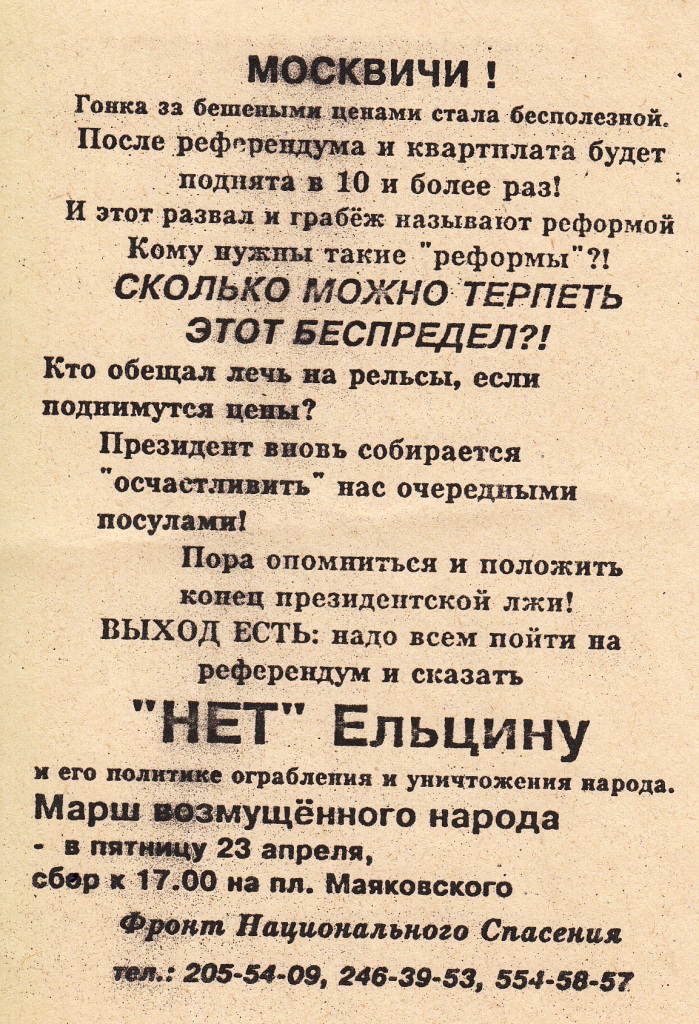 МОСКВИЧИ !
Гонка за бешеными ценами стала бесполезной.
После референдума и квартплата будет
поднята в 10 и более раз!
И этот развал и грабёж называют реформой
Кому нужны такие "реформы"?!
СКОЛЬКО МОЖНО ТЕРПЕТЬ
ЭТОТ БЕСПРЕДЕЛ?!
Кто обещал лечь на рельсы, если
поднимутся цены?
Президент вновь собирается
"осчастливить" нас очередными
посулами!
Пора опомниться и положить
конец президентской лжи!
ВЫХОД ЕСТЬ: надо всем пойти на
референдум и сказать
"НЕТ" Ельцину
и его политике ограбления и уничтожения народа.
Марш возмущённого народа
- в пятницу 23 апреля,
сбор к 17.00 на пл. Маяковского
Фронт Национального Спасения
тел.: 205-54-09, 246-39-53, 554-58-57